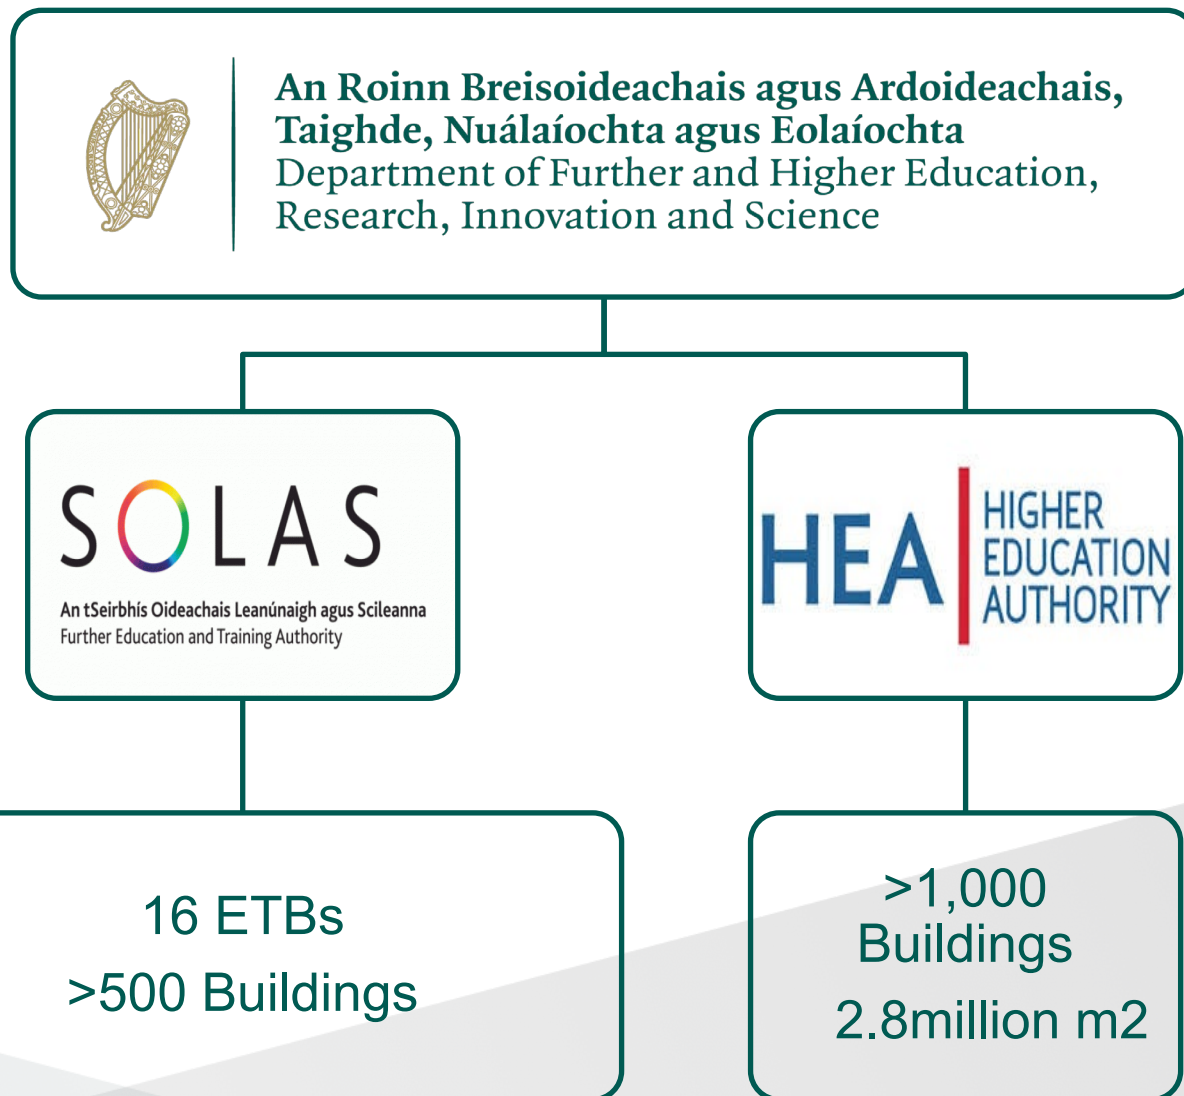 An Roinn Breisoideachais agus Ardoideachais,
Taighde, Nuálaíochta agus Eolaíochta
Department of Further and Higher Education,
Research, Innovation and Science
SOLAS
An tSeirbhís Oideachais Leanúnaigh agus Scileanna
Further Education and Training Authority
HEA
HIGHER
EDUCATION
AUTHORITY
16 ETBs
>500 Buildings
>1,000
Buildings
2.8million m2